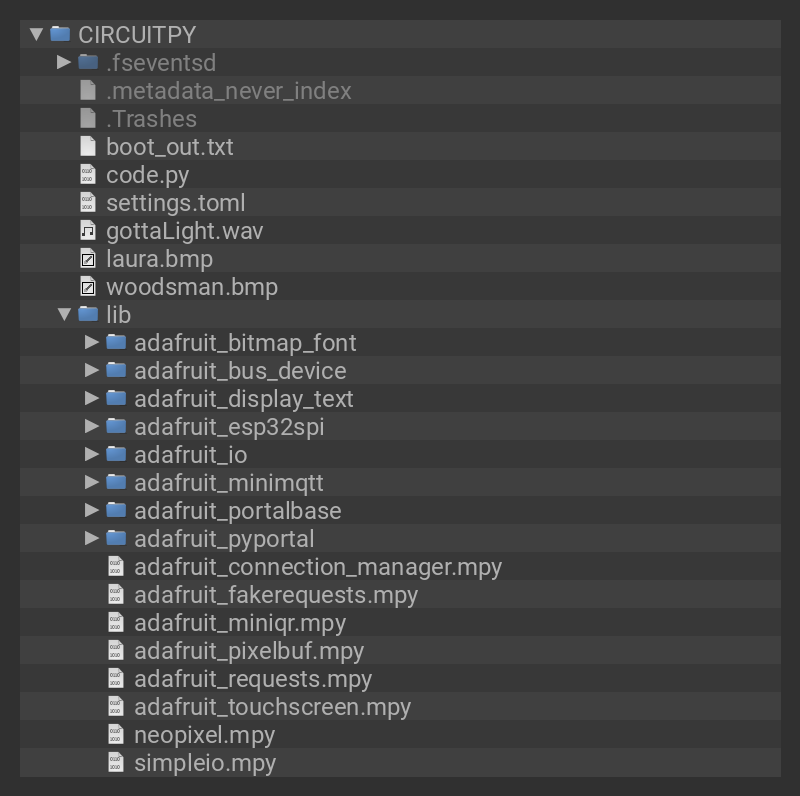 CIRCUITPY
.fseventsd
.metadata_never_index
.Trashes
boot_out.txt
code.py
settings.toml
gottaLight.wav
laura.bmp
woodsman.bmp
lib
adafruit_bitmap_font
adafruit_bus_device
adafruit_display_text
adafruit_esp32spi
adafruit_io
adafruit_minimqtt
adafruit_portalbase
adafruit_pyportal
adafruit_connection_manager.mpy
adafruit_fakerequests.mpy
adafruit_miniqr.mpy
adafruit_pixelbuf.mpy
adafruit_requests.mpy
adafruit_touchscreen.mpy
neopixel.mpy
simpleio.mpy